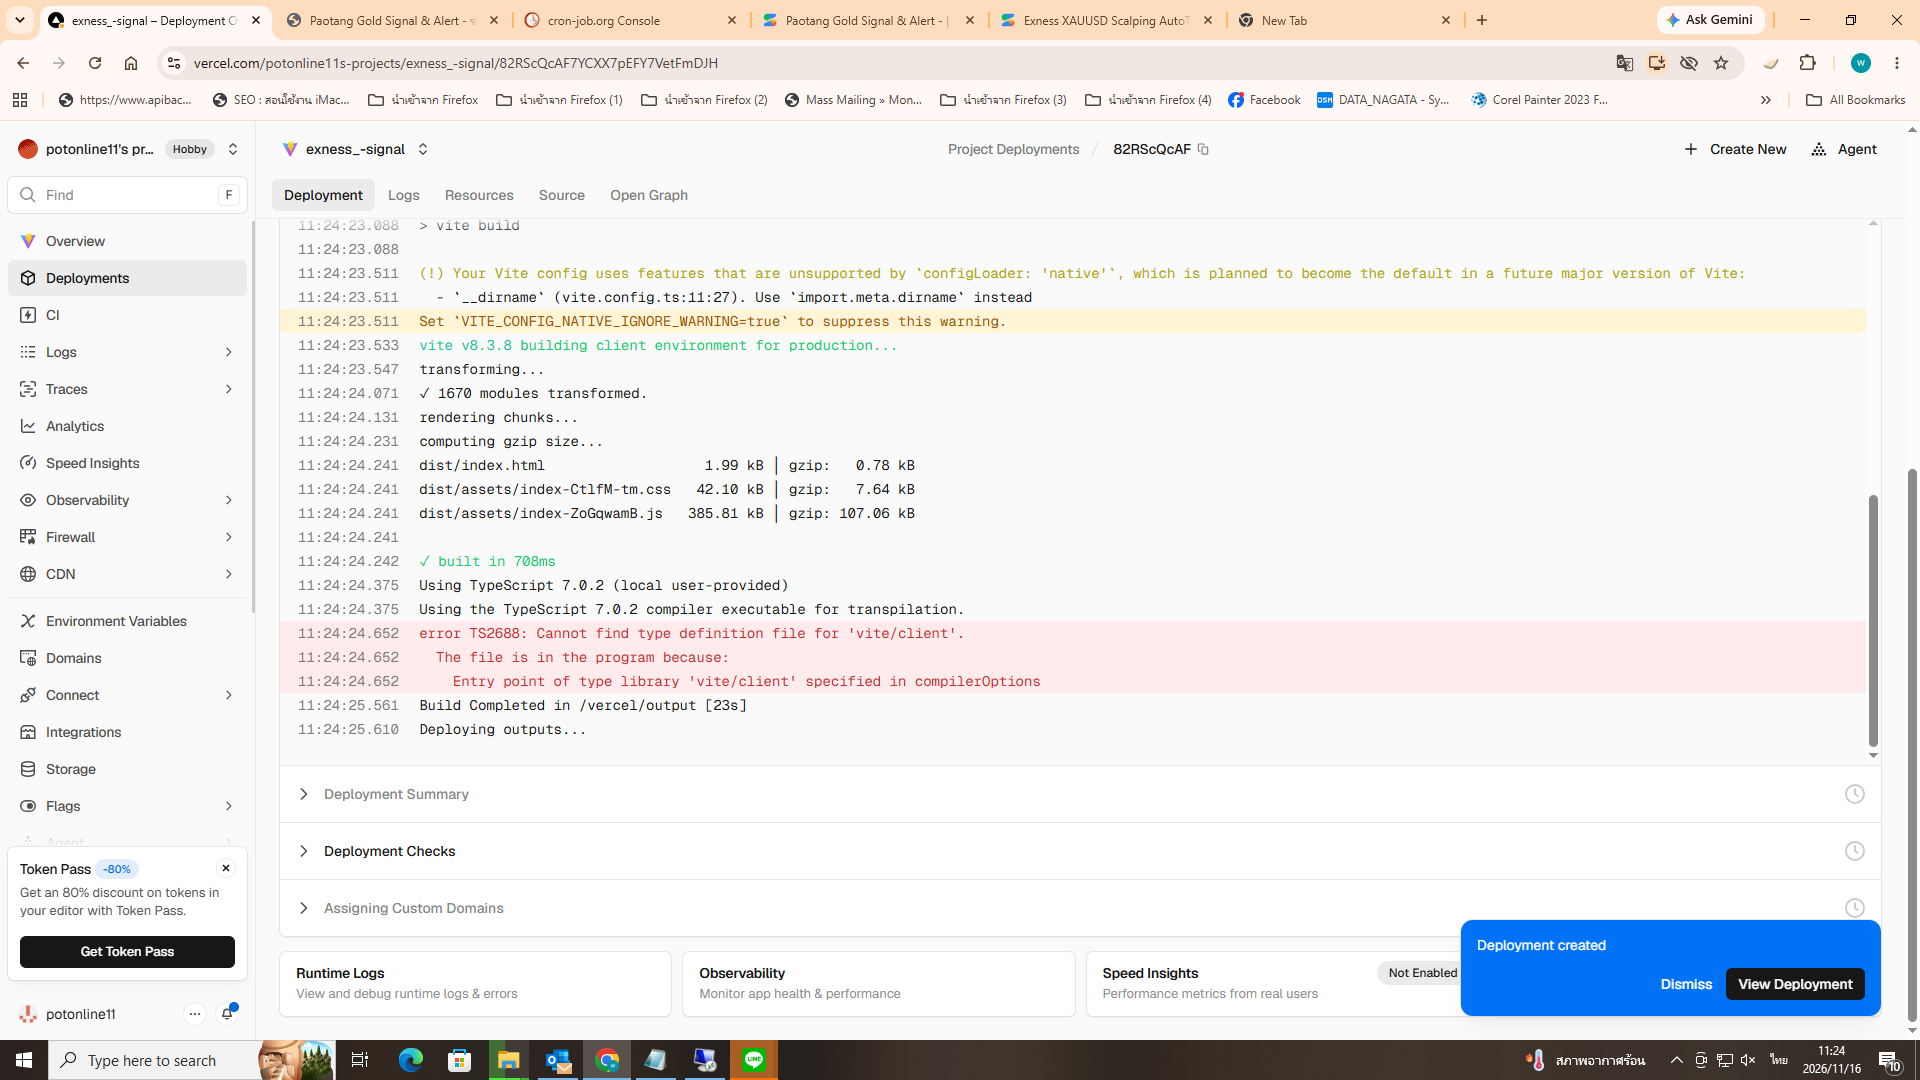 exness_-signal – Deployment O
Paotang Gold Signal & Alert - ร
cron-job.org Console
Paotang Gold Signal & Alert - |
Exness XAUUSD Scalping AutoT
New Tab
Ask Gemini
vercel.com/potonline11s-projects/exness_-signal/82RScQcAF7YCXX7pEFY7VetFmDJH
w
https://www.apibac...
SEO : สอนใช้งาน iMac...
นำเข้าจาก Firefox
นำเข้าจาก Firefox (1)
นำเข้าจาก Firefox (2)
Mass Mailing » Mon...
นำเข้าจาก Firefox (3)
นำเข้าจาก Firefox (4)
Facebook
DSM
DATA_NAGATA - Sy...
Corel Painter 2023 F...
All Bookmarks
potonline11's pr...
Hobby
exness_-signal
Project Deployments / 82RScQcAF
Create New
Agent
Find
F
Deployment
Logs
Resources
Source
Open Graph
Overview
Deployments
CI
Logs
Traces
Analytics
Speed Insights
Observability
Firewall
CDN
Environment Variables
Domains
Connect
Integrations
Storage
Flags
Agent
Token Pass -80%
Get an 80% discount on tokens in
your editor with Token Pass.
Get Token Pass
potonline11
11:24:23.088 > vite build
11:24:23.088
11:24:23.511 (!) Your Vite config uses features that are unsupported by `configLoader: 'native'`, which is planned to become the default in a future major version of Vite:
11:24:23.511 - `__dirname` (vite.config.ts:11:27). Use `import.meta.dirname` instead
11:24:23.511 Set `VITE_CONFIG_NATIVE_IGNORE_WARNING=true` to suppress this warning.
11:24:23.533 vite v8.3.8 building client environment for production...
11:24:23.547 transforming...
11:24:24.071 ✓ 1670 modules transformed.
11:24:24.131 rendering chunks...
11:24:24.231 computing gzip size...
11:24:24.241 dist/index.html 1.99 kB │ gzip: 0.78 kB
11:24:24.241 dist/assets/index-CtlfM-tm.css 42.10 kB │ gzip: 7.64 kB
11:24:24.241 dist/assets/index-ZoGqwamB.js 385.81 kB │ gzip: 107.06 kB
11:24:24.241
11:24:24.242 ✓ built in 708ms
11:24:24.375 Using TypeScript 7.0.2 (local user-provided)
11:24:24.375 Using the TypeScript 7.0.2 compiler executable for transpilation.
11:24:24.652 error TS2688: Cannot find type definition file for 'vite/client'.
11:24:24.652 The file is in the program because:
11:24:24.652 Entry point of type library 'vite/client' specified in compilerOptions
11:24:25.561 Build Completed in /vercel/output [23s]
11:24:25.610 Deploying outputs...
Deployment Summary
Deployment Checks
Assigning Custom Domains
Runtime Logs
View and debug runtime logs & errors
Observability
Monitor app health & performance
Speed Insights
Not Enabled
Performance metrics from real users
Deployment created
Dismiss
View Deployment
Type here to search
LINE
สภาพอากาศร้อน
ไทย
11:24
2026/11/16
10